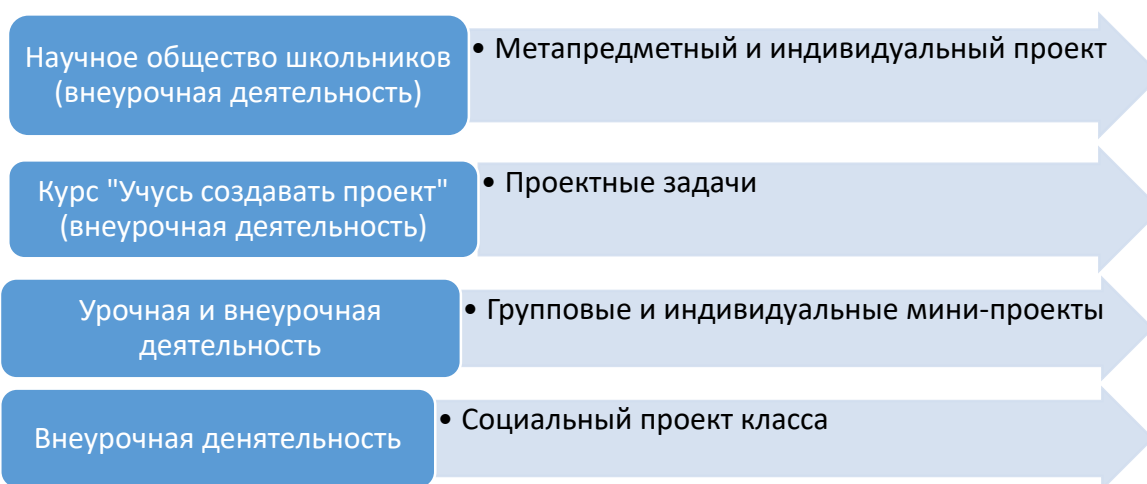 Научное общество школьников
(внеурочная деятельность)
• Метапредметный и индивидуальный проект
Курс "Учусь создавать проект"
(внеурочная деятельность)
• Проектные задачи
Урочная и внеурочная
деятельность
• Групповые и индивидуальные мини-проекты
Внеурочная денятельность
• Социальный проект класса